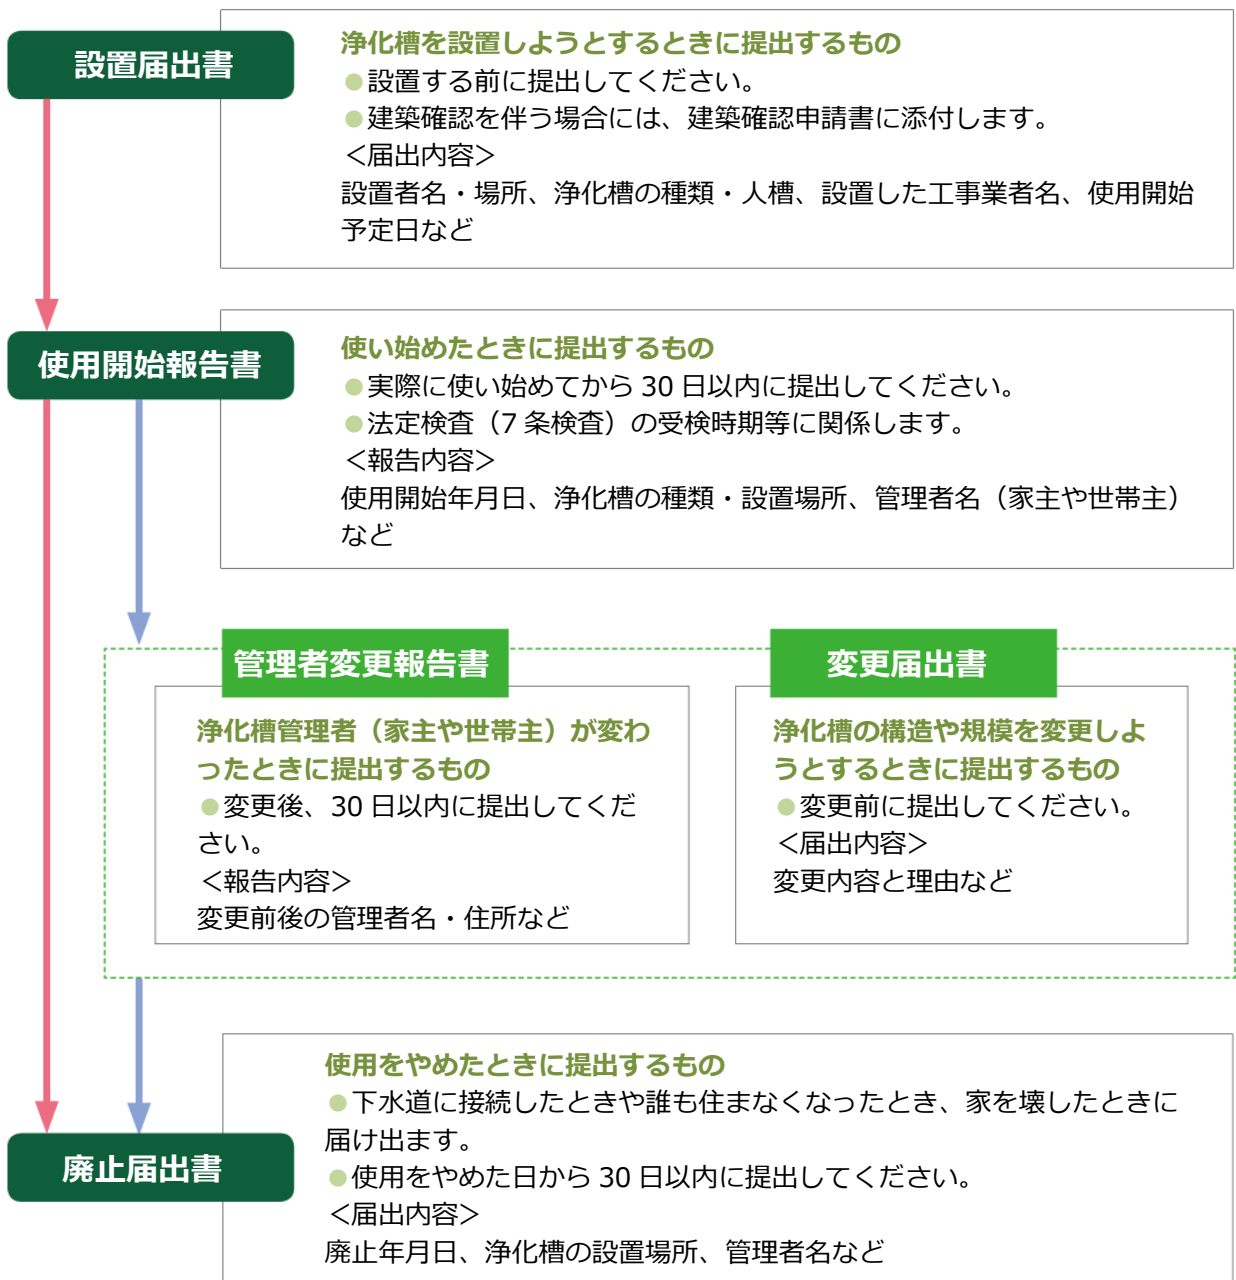 設置届出書
浄化槽を設置しようとするときに提出するもの
●設置する前に提出してください。
●建築確認を伴う場合には、建築確認申請書に添付します。
＜届出内容＞
設置者名・場所、浄化槽の種類・人槽、設置した工事業者名、使用開始
予定日など
使用開始報告書
使い始めたときに提出するもの
●実際に使い始めてから 30 日以内に提出してください。
●法定検査（7 条検査）の受検時期等に関係します。
＜報告内容＞
使用開始年月日、浄化槽の種類・設置場所、管理者名（家主や世帯主）
など
管理者変更報告書
浄化槽管理者（家主や世帯主）が変わ
ったときに提出するもの
●変更後、30 日以内に提出してくだ
さい。
＜報告内容＞
変更前後の管理者名・住所など
変更届出書
浄化槽の構造や規模を変更しよ
うとするときに提出するもの
●変更前に提出してください。
＜届出内容＞
変更内容と理由など
廃止届出書
使用をやめたときに提出するもの
●下水道に接続したときや誰も住まなくなったとき、家を壊したときに
届け出ます。
●使用をやめた日から 30 日以内に提出してください。
＜届出内容＞
廃止年月日、浄化槽の設置場所、管理者名など